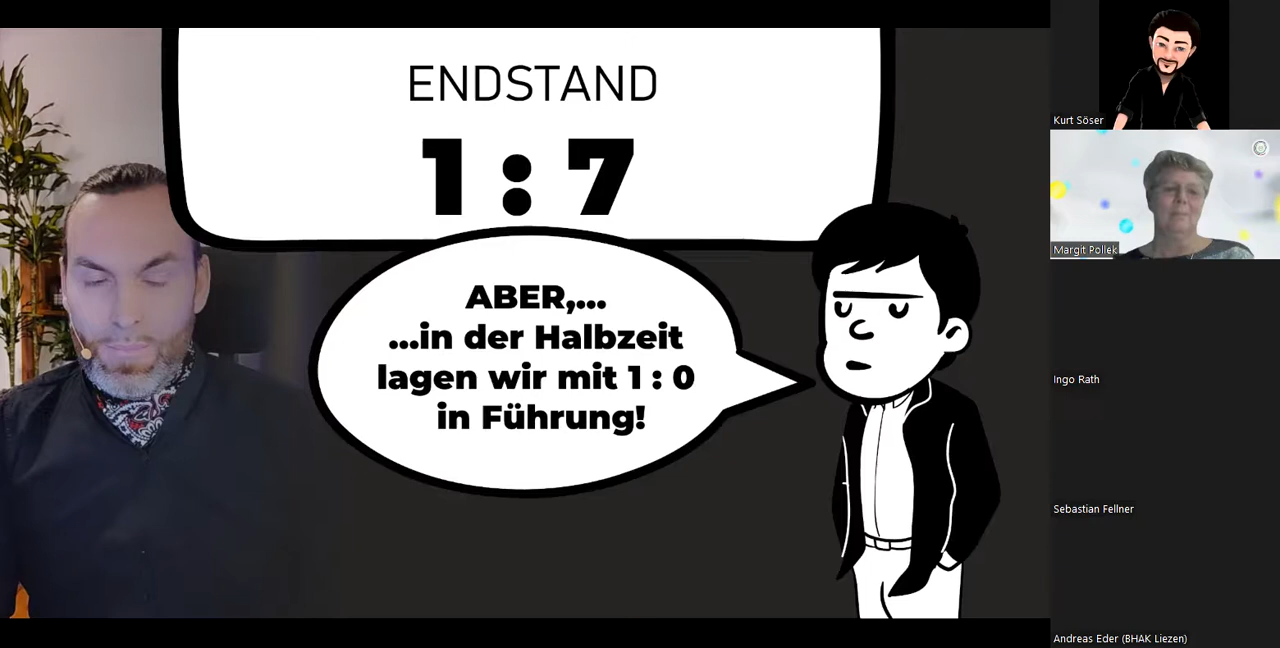 ENDSTAND
1 : 7
ABER,...
...in der Halbzeit
lagen wir mit 1 : 0
in Führung!
Kurt Söser
Margit Pollek
Ingo Rath
Sebastian Fellner
Andreas Eder (BHAK Liezen)